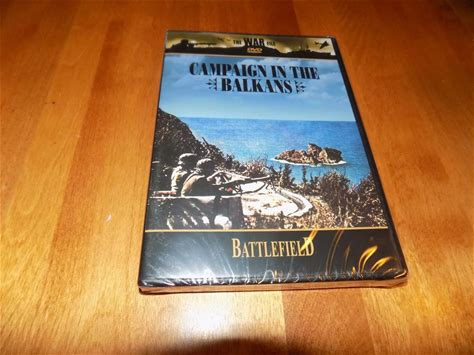 THE WAR FILE
DVD
CAMPAIGN IN THE
BALKANS
BATTLEFIELD